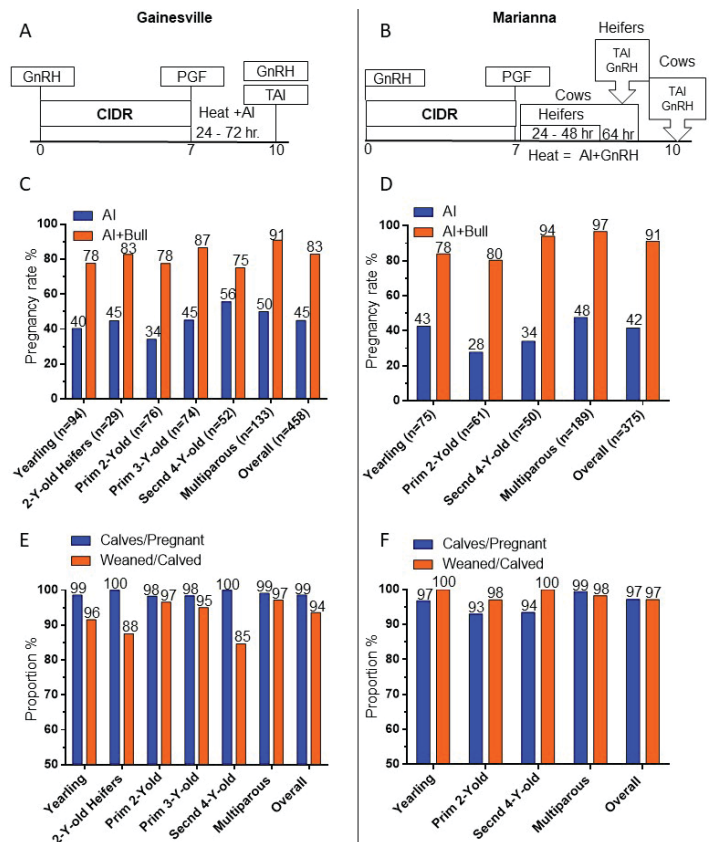 Gainesville
A
GnRH
PGF
GnRH
TAI
CIDR
Heat +AI
24 - 72 hr.
0
7
10
Marianna
B
Heifers
GnRH
PGF
TAI
GnRH
Cows
TAI
GnRH
Cows
CIDR
Heifers
24 - 48 hr
64 hr
0
7
10
Heat = AI+GnRH
C
AI
AI+Bull
Pregnancy rate %
100
80
60
40
20
0
40
78
45
83
34
78
45
87
56
75
50
91
45
83
Yearling (n=94)
2-Y-old Heifers (n=29)
Prim 2-Yold (n=76)
Prim 3-Y-old (n=74)
Secnd 4-Y-old (n=52)
Multiparous (n=133)
Overall (n=458)
D
AI
AI+Bull
Pregnancy rate %
100
80
60
40
20
0
43
78
28
80
34
94
48
97
42
91
Yearling (n=75)
Prim 2-Yold (n=61)
Secnd 4-Y-old (n=50)
Multiparous (n=189)
Overall (n=375)
E
Calves/Pregnant
Weaned/Calved
Proportion %
100
90
80
70
60
50
99
96
100
88
98
97
98
95
100
85
99
97
99
94
Yearling
2-Y-old Heifers
Prim 2-Yold
Prim 3-Y-old
Secnd 4-Y-old
Multiparous
Overall
F
Calves/Pregnant
Weaned/Calved
Proportion %
100
90
80
70
60
50
97
100
93
98
94
100
99
98
97
97
Yearling
Prim 2-Yold
Secnd 4-Y-old
Multiparous
Overall